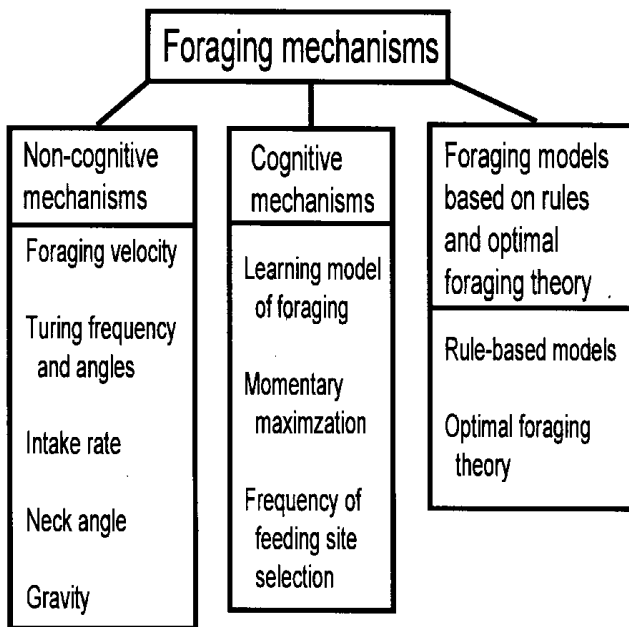 Foraging mechanisms
Non-cognitive
mechanisms
Foraging velocity
Turing frequency
and angles
Intake rate
Neck angle
Gravity
Cognitive
mechanisms
Learning model
of foraging
Momentary
maximzation
Frequency of
feeding site
selection
Foraging models
based on rules
and optimal
foraging theory
Rule-based models
Optimal foraging
theory